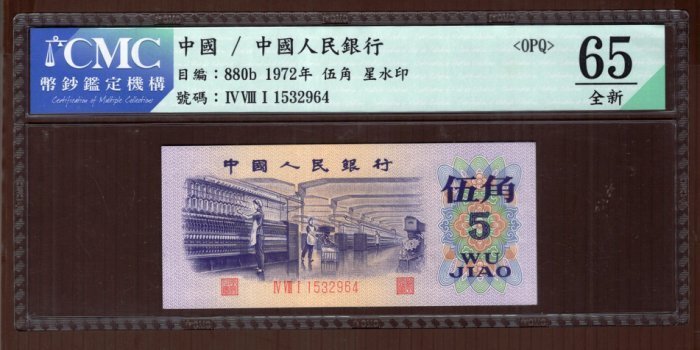 CMC
幣鈔鑑定機構
Certification of Multiple Collections
中國 / 中國人民銀行
目編：880b 1972年 伍角 星水印
號碼：IV VIII I 1532964
<OPQ>
65
全新
中國人民銀行
伍角
5
WU
JIAO
IV VIII I 1532964